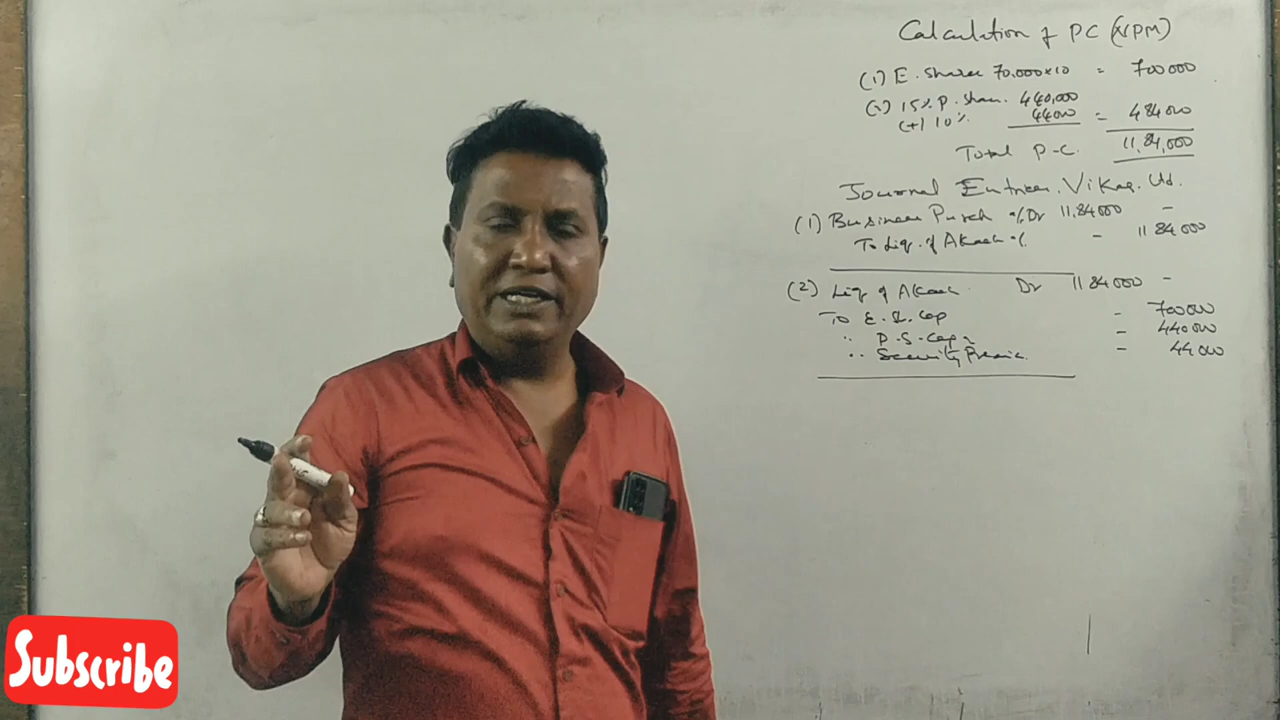 Calculation of PC (NPM)
(1) E. Shares 70,000×10 = 700000
(2) 15% P. Share. 440,000
(+) 10% 44000 = 484000
Total P.C. 11,84,000
Journal Entries. Vikas. Ltd.
(1) Business Purch a/c Dr 11,84000 -
To Liq. of Akash a/c. - 1184000
(2) Liq of Akash. Dr 1184000 -
To E. S. Cap - 700000
" P. S. Cap - 440000
" Security Premium. - 44000
Subscribe